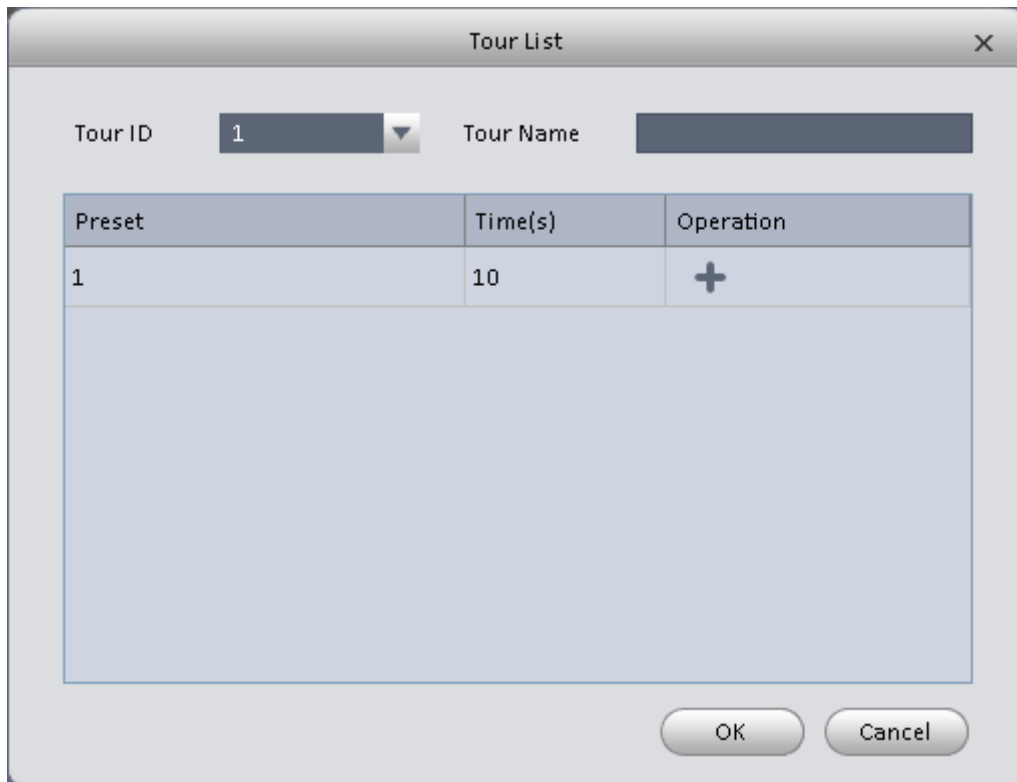 Tour List
Tour ID 1 Tour Name
Preset Time(s) Operation
1 10
OK Cancel